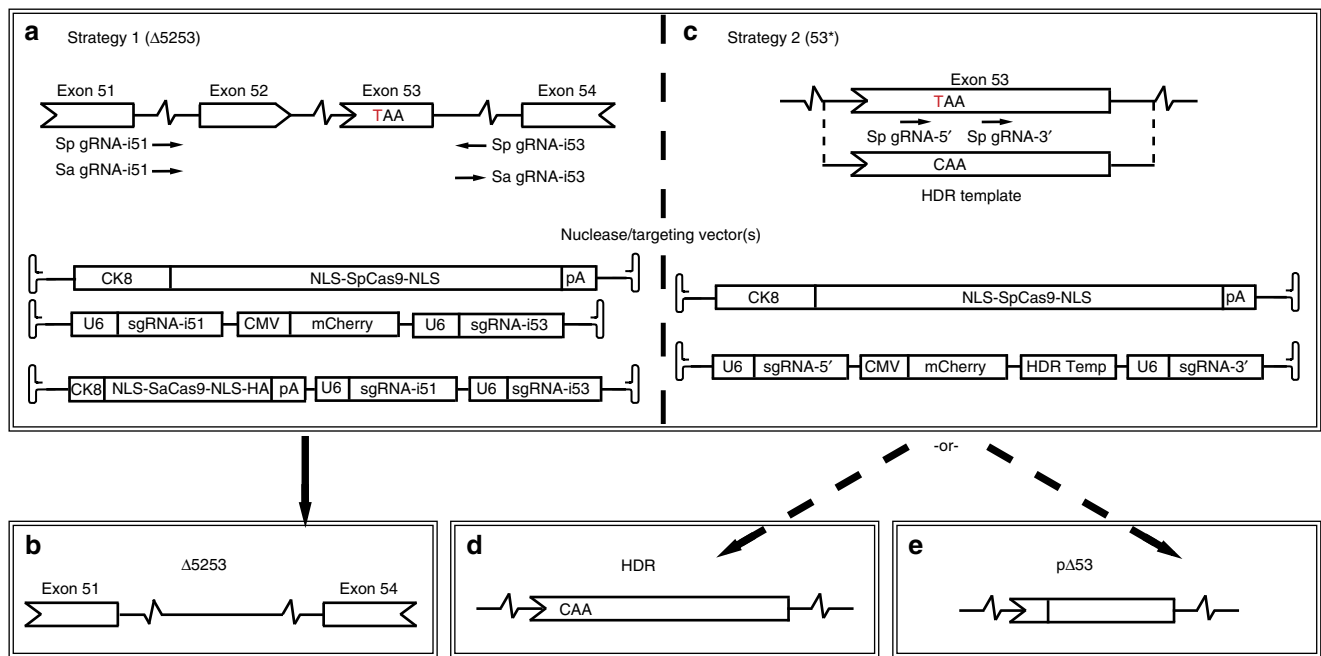 a Strategy 1 (Δ5253)
Exon 51 Exon 52 Exon 53 Exon 54
TAA
Sp gRNA-i51 Sp gRNA-i53
Sa gRNA-i51 Sa gRNA-i53
c Strategy 2 (53*)
Exon 53
TAA
Sp gRNA-5′ Sp gRNA-3′
CAA
HDR template
Nuclease/targeting vector(s)
CK8 NLS-SpCas9-NLS pA
U6 sgRNA-i51 CMV mCherry U6 sgRNA-i53
CK8 NLS-SaCas9-NLS-HA pA U6 sgRNA-i51 U6 sgRNA-i53
CK8 NLS-SpCas9-NLS pA
U6 sgRNA-5′ CMV mCherry HDR Temp U6 sgRNA-3′
-or-
b Δ5253
Exon 51 Exon 54
d HDR
CAA
e pΔ53